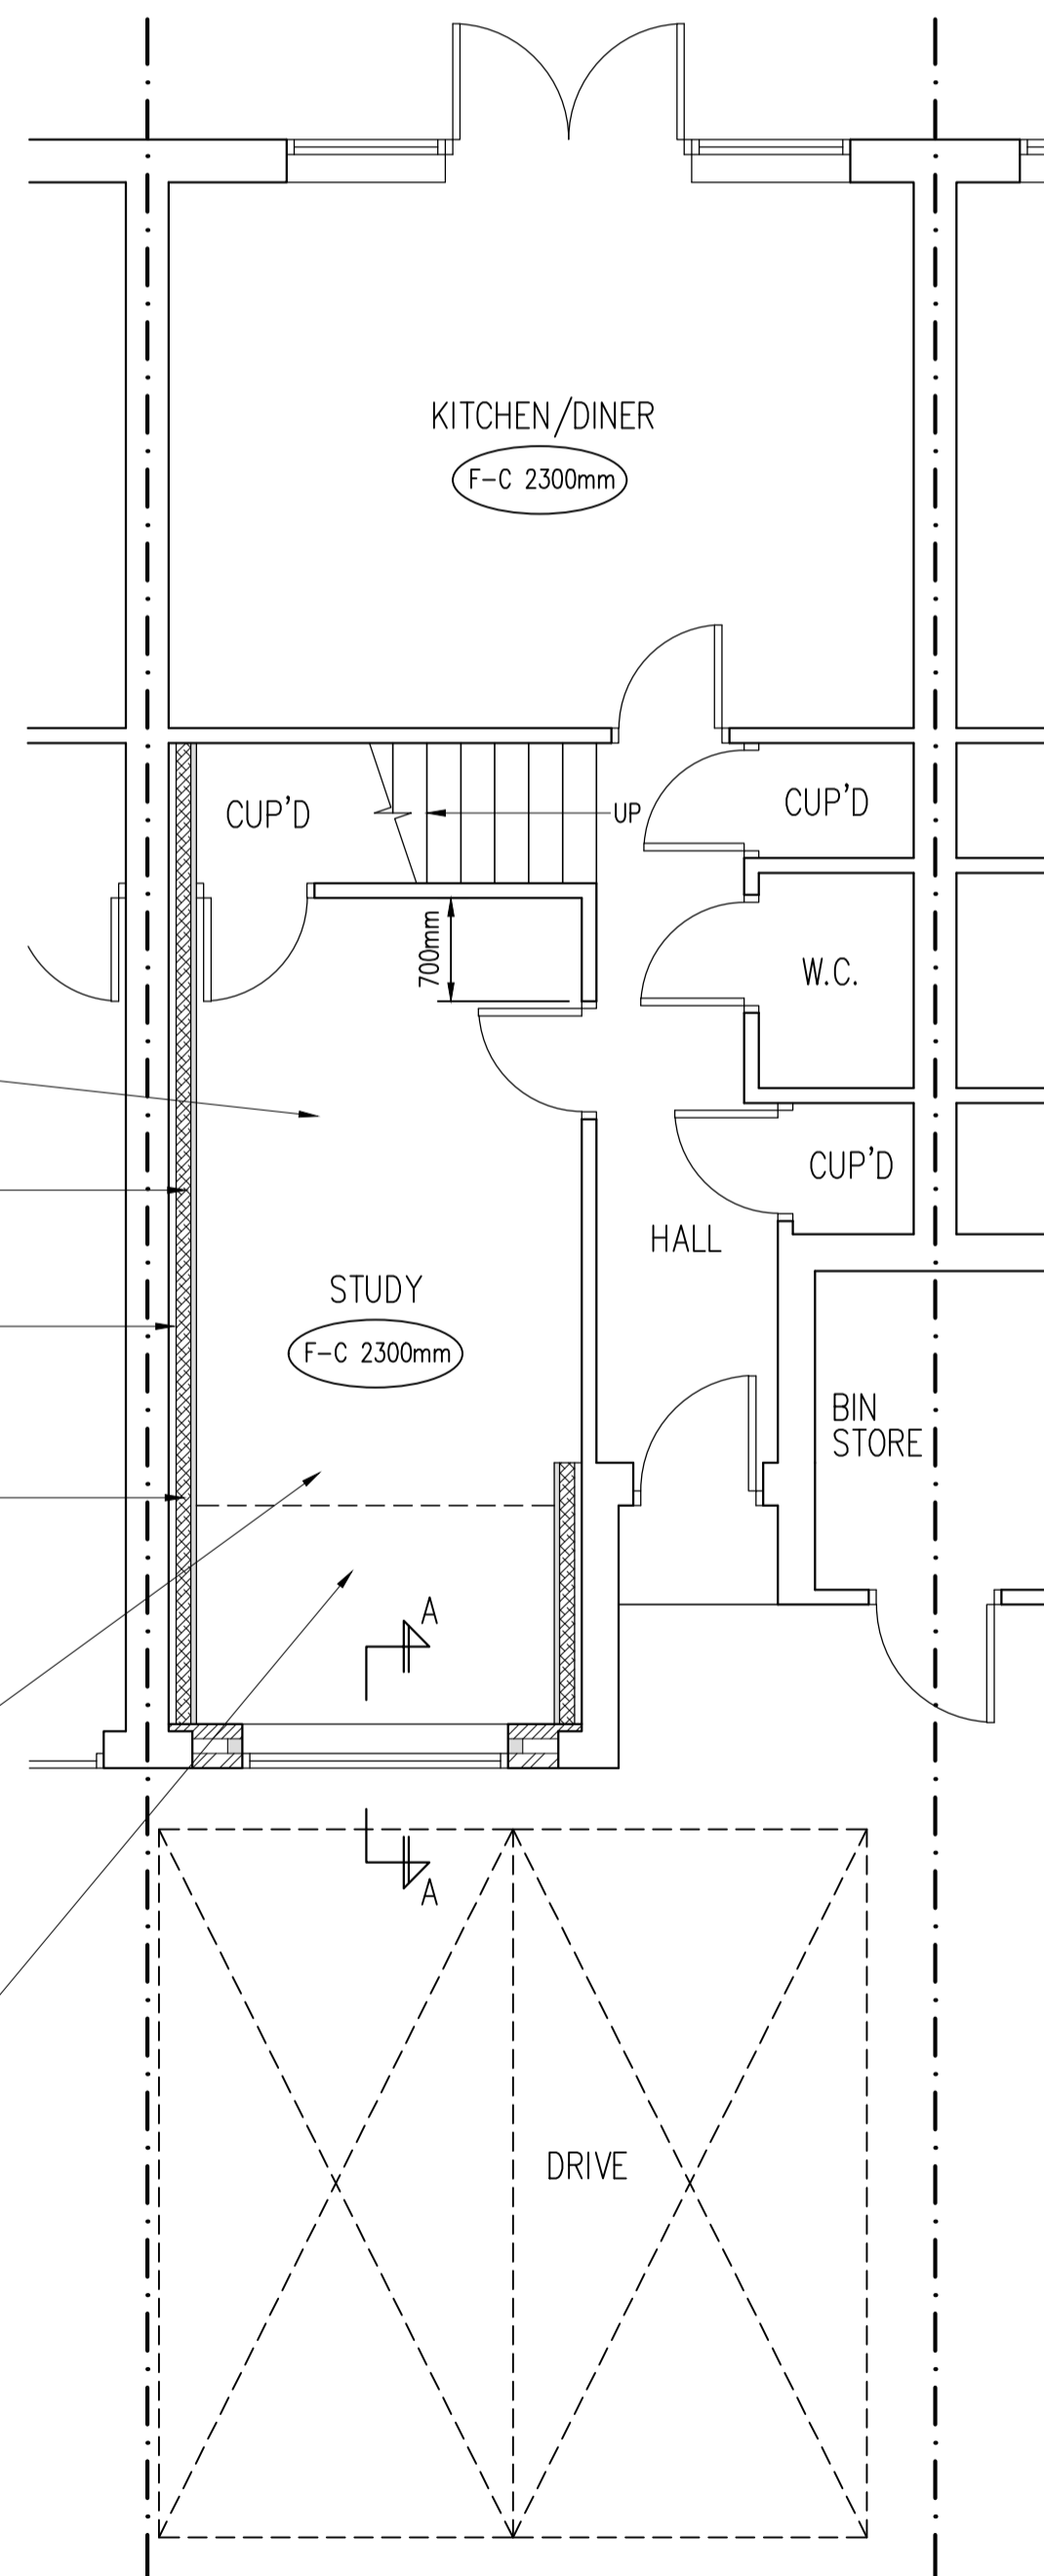 KITCHEN/DINER
F-C 2300mm
CUP'D
UP
CUP'D
700mm
W.C.
CUP'D
HALL
STUDY
F-C 2300mm
BIN
STORE
A
A
DRIVE